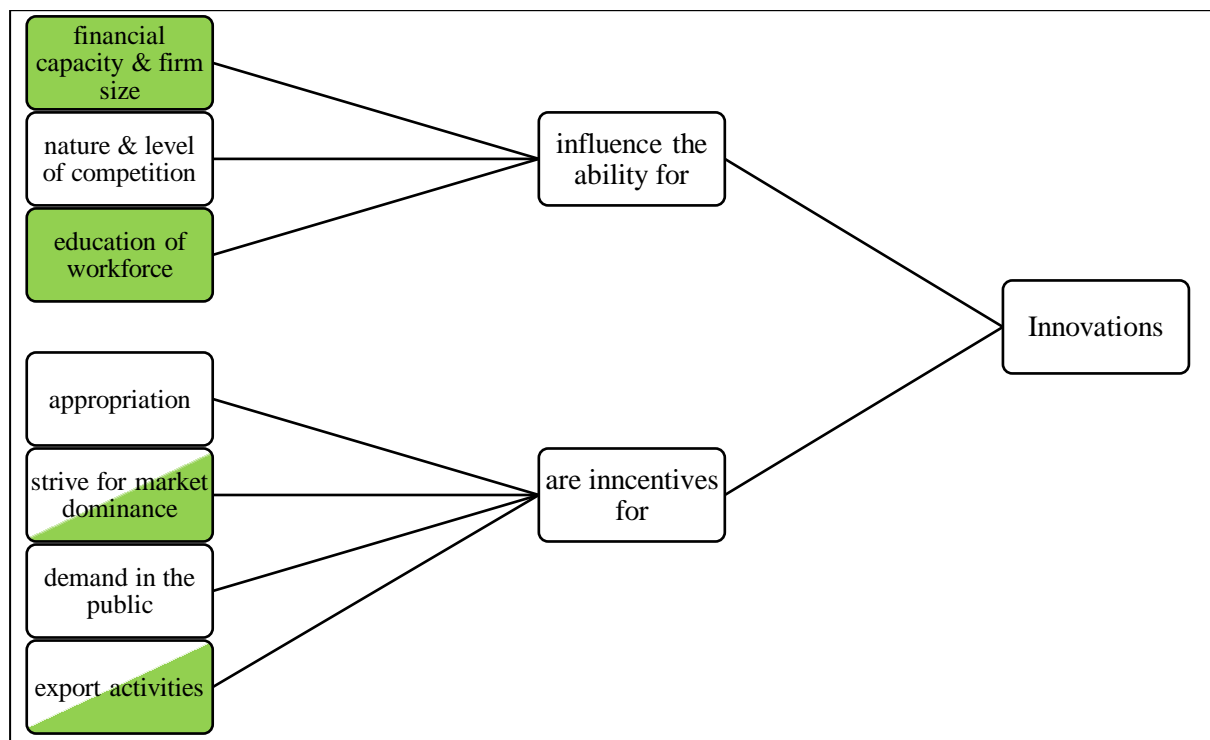 financial
capacity & firm
size
nature & level
of competition
education of
workforce
influence the
ability for
appropriation
strive for market
dominance
demand in the
public
export activities
are inncentives
for
Innovations